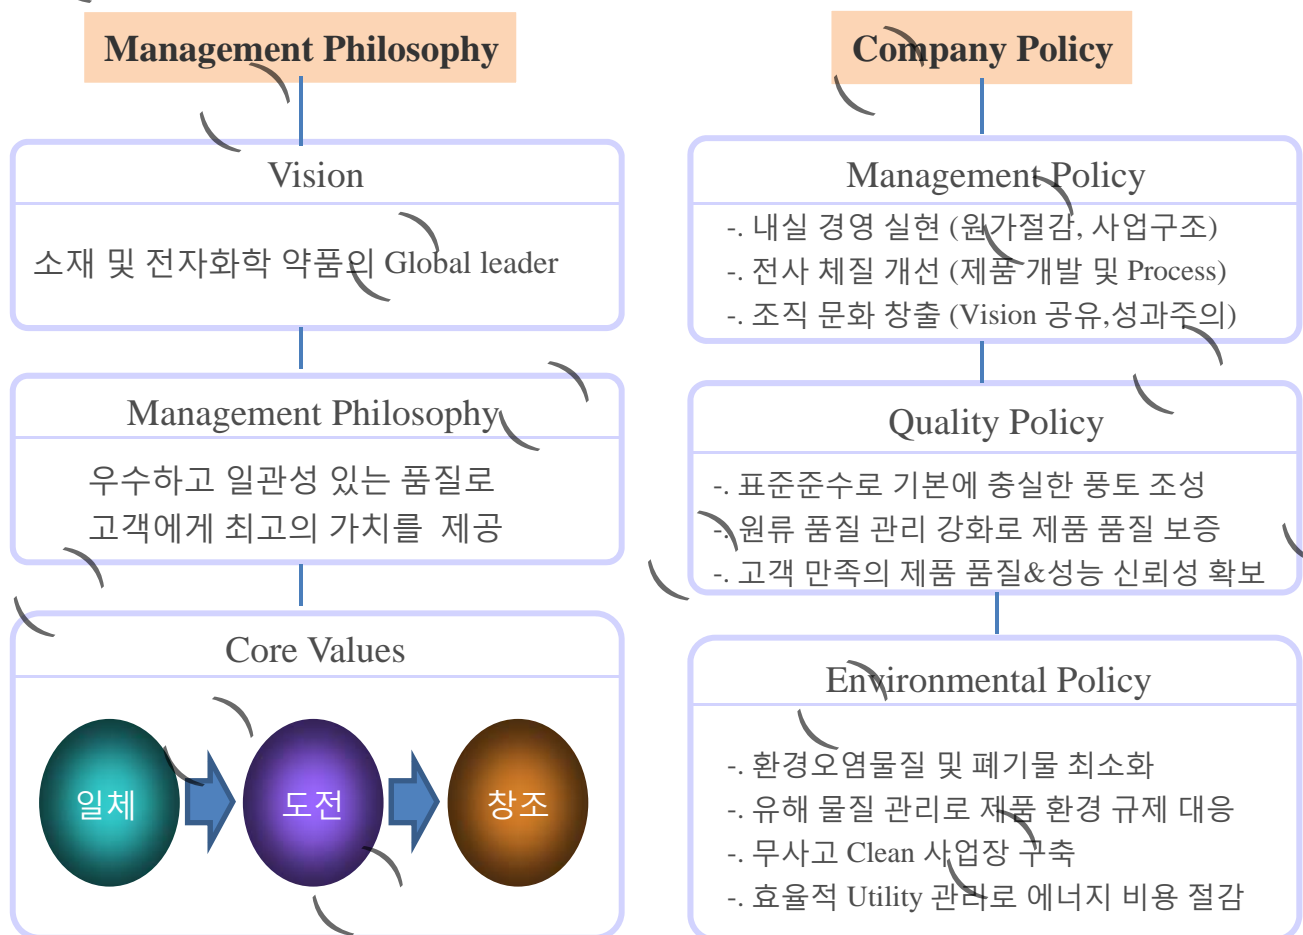 Management Philosophy
Vision
소재 및 전자화학 약품의 Global leader
Management Philosophy
우수하고 일관성 있는 품질로
고객에게 최고의 가치를 제공
Core Values
일체
도전
창조
Company Policy
Management Policy
-. 내실 경영 실현 (원가절감, 사업구조)
-. 전사 체질 개선 (제품 개발 및 Process)
-. 조직 문화 창출 (Vision 공유,성과주의)
Quality Policy
-. 표준준수로 기본에 충실한 풍토 조성
-. 원류 품질 관리 강화로 제품 품질 보증
-. 고객 만족의 제품 품질&성능 신뢰성 확보
Environmental Policy
-. 환경오염물질 및 폐기물 최소화
-. 유해 물질 관리로 제품 환경 규제 대응
-. 무사고 Clean 사업장 구축
-. 효율적 Utility 관리로 에너지 비용 절감